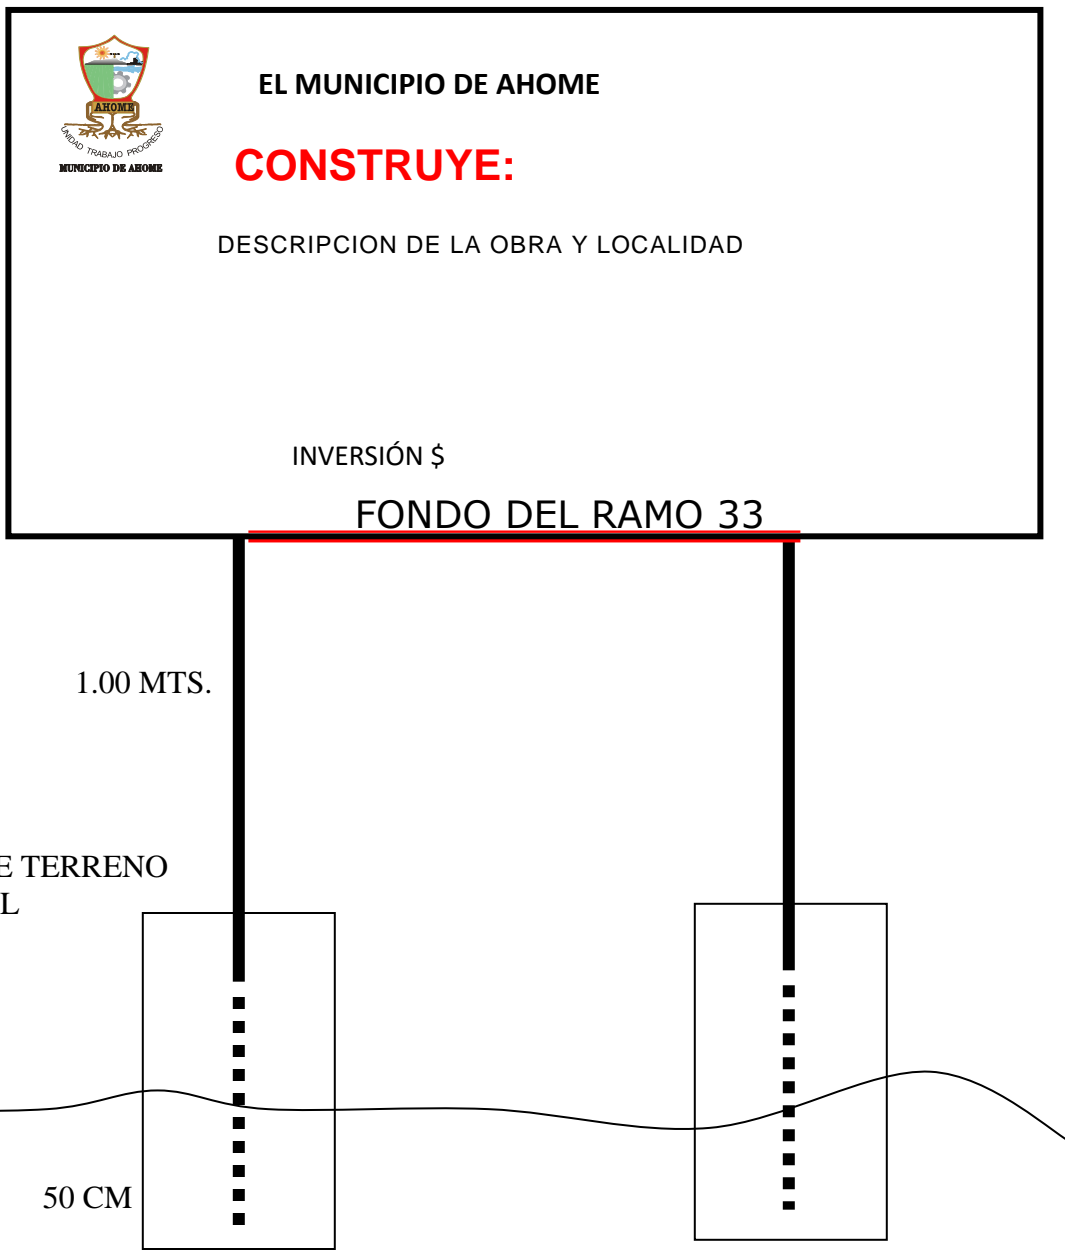 EL MUNICIPIO DE AHOME
AHOME
UNIDAD TRABAJO PROGRESO
MUNICIPIO DE AHOME
CONSTRUYE:
DESCRIPCION DE LA OBRA Y LOCALIDAD
INVERSIÓN $
FONDO DEL RAMO 33
1.00 MTS.
E TERRENO
L
50 CM